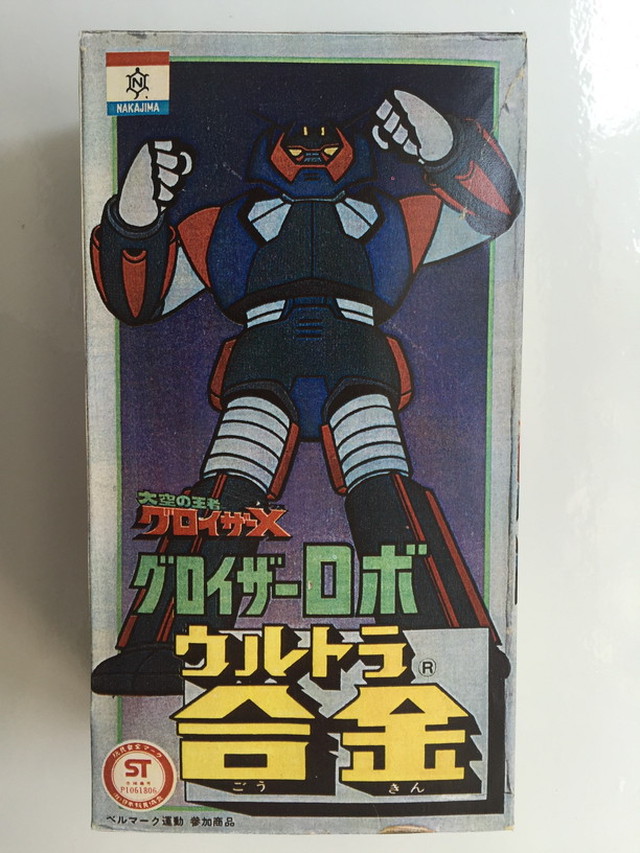 N
NAKAJIMA
大空の王者
グロイザーX
グロイザーロボ
ウルトラ
®
合金
ごうきん
ST
P1061806
ベルマーク運動 参加商品